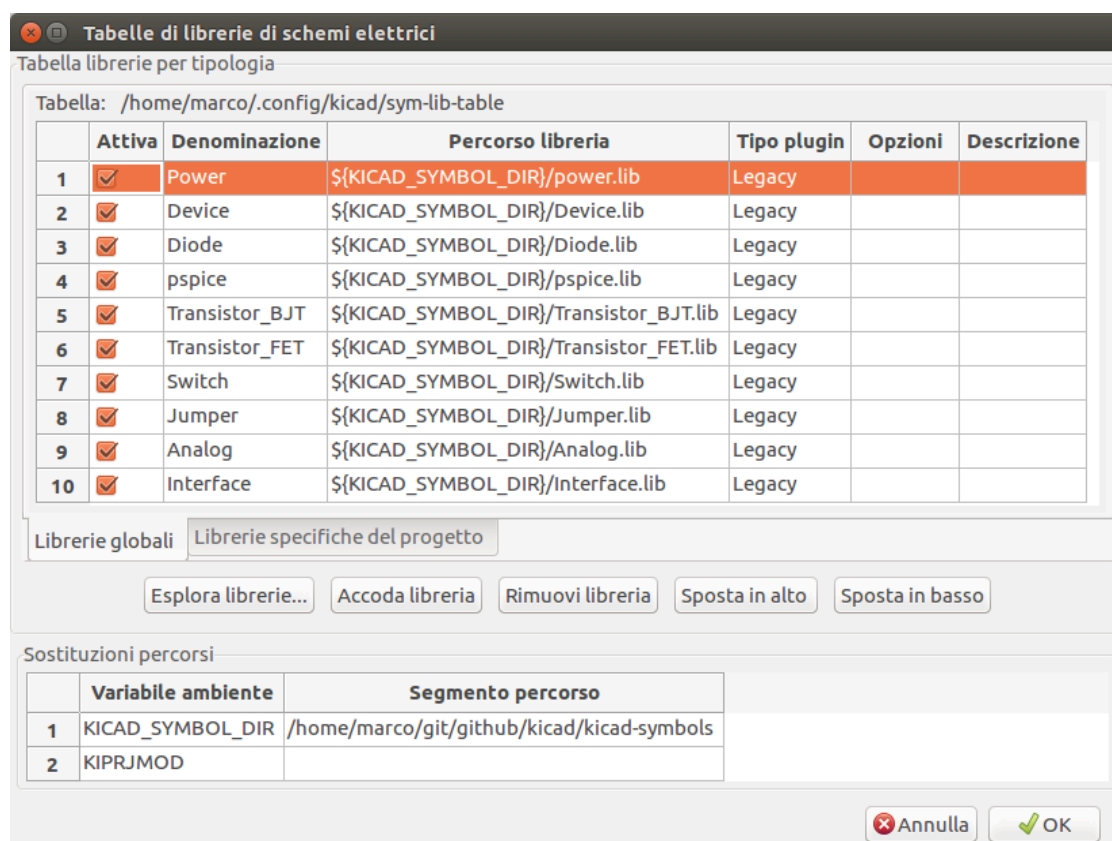 Tabelle di librerie di schemi elettrici
Tabella librerie per tipologia
Tabella: /home/marco/.config/kicad/sym-lib-table
Attiva Denominazione Percorso libreria Tipo plugin Opzioni Descrizione
1 Power ${KICAD_SYMBOL_DIR}/power.lib Legacy
2 Device ${KICAD_SYMBOL_DIR}/Device.lib Legacy
3 Diode ${KICAD_SYMBOL_DIR}/Diode.lib Legacy
4 pspice ${KICAD_SYMBOL_DIR}/pspice.lib Legacy
5 Transistor_BJT ${KICAD_SYMBOL_DIR}/Transistor_BJT.lib Legacy
6 Transistor_FET ${KICAD_SYMBOL_DIR}/Transistor_FET.lib Legacy
7 Switch ${KICAD_SYMBOL_DIR}/Switch.lib Legacy
8 Jumper ${KICAD_SYMBOL_DIR}/Jumper.lib Legacy
9 Analog ${KICAD_SYMBOL_DIR}/Analog.lib Legacy
10 Interface ${KICAD_SYMBOL_DIR}/Interface.lib Legacy
Librerie globali Librerie specifiche del progetto
Esplora librerie... Accoda libreria Rimuovi libreria Sposta in alto Sposta in basso
Sostituzioni percorsi
Variabile ambiente Segmento percorso
1 KICAD_SYMBOL_DIR /home/marco/git/github/kicad/kicad-symbols
2 KIPRJMOD
Annulla OK